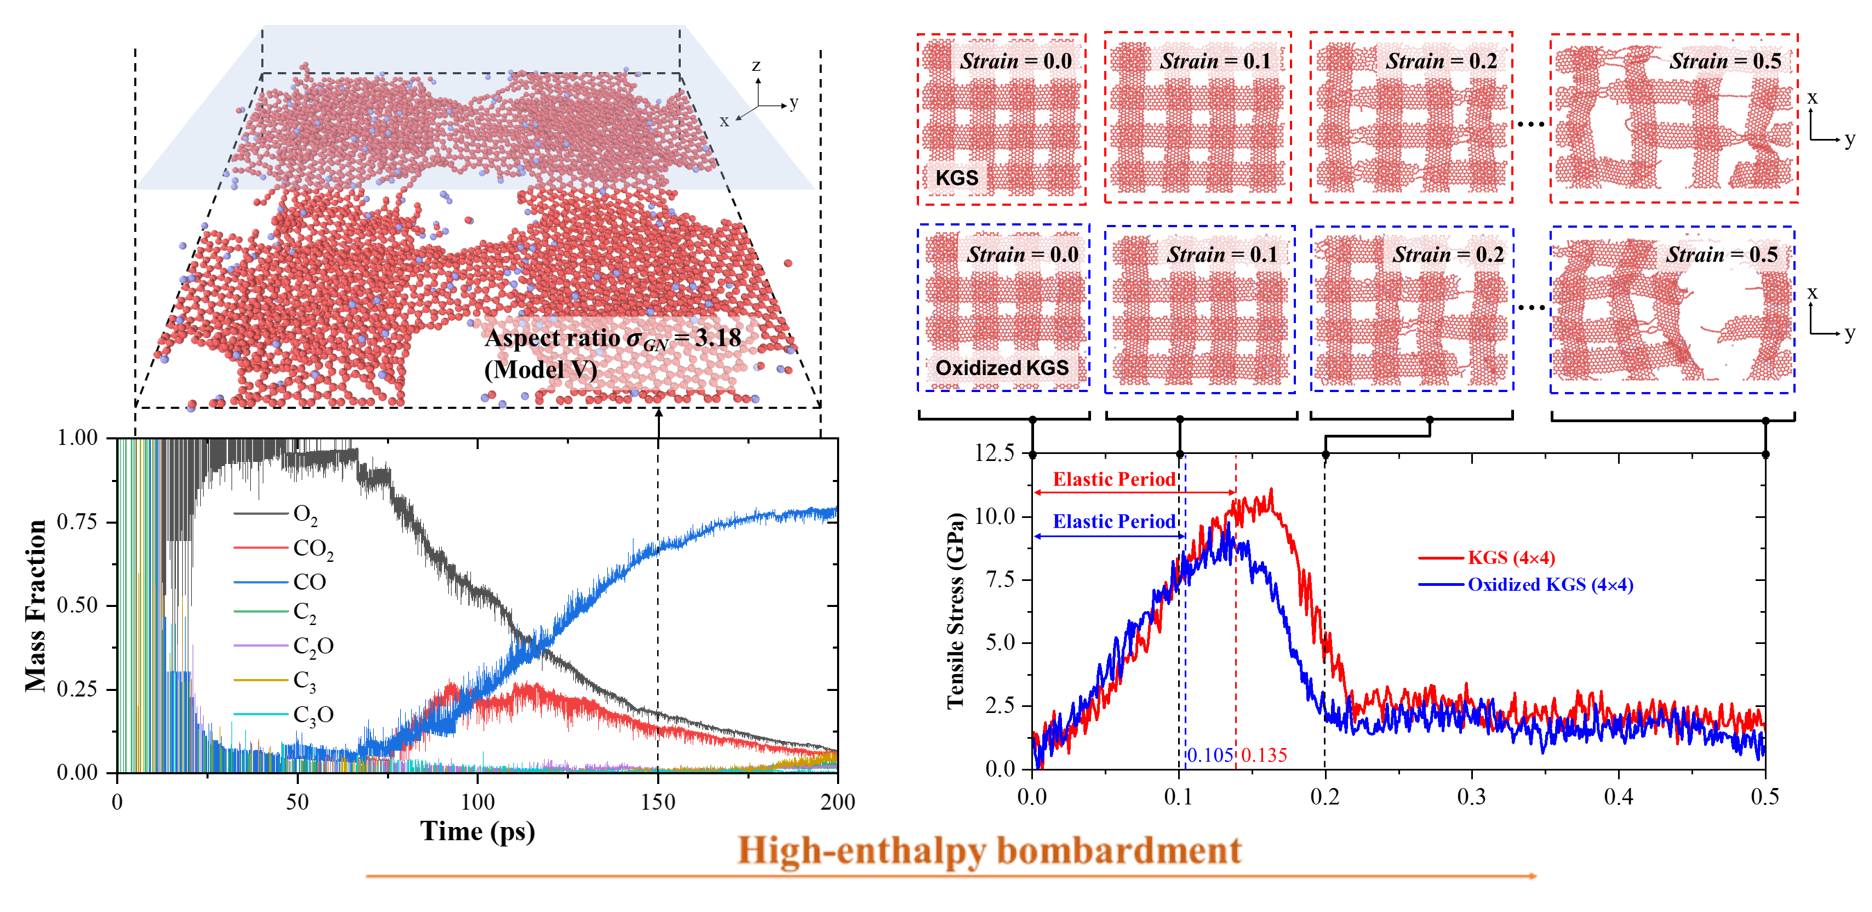 z
y
x
Aspect ratio σGN = 3.18
(Model V)
Strain = 0.0
Strain = 0.1
Strain = 0.2
Strain = 0.5
KGS
...
x
y
Strain = 0.0
Strain = 0.1
Strain = 0.2
Strain = 0.5
Oxidized KGS
...
x
y
1.00
0.75
0.50
0.25
0.00
Mass Fraction
O2
CO2
CO
C2
C2O
C3
C3O
0
50
100
150
200
Time (ps)
12.5
10.0
7.5
5.0
2.5
0.0
Tensile Stress (GPa)
Elastic Period
Elastic Period
KGS (4×4)
Oxidized KGS (4×4)
0.105
0.135
0.0
0.1
0.2
0.3
0.4
0.5
High-enthalpy bombardment